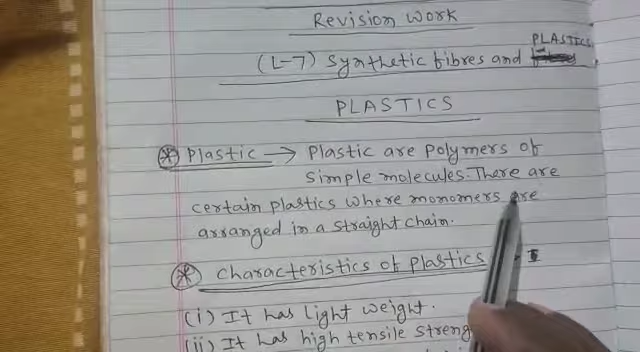 Revision work
(L-7) Synthetic fibres and PLASTICS
PLASTICS
* Plastic → Plastic are polymers of
simple molecules. There are
certain plastics where monomers are
arranged in a straight chain.
* Characteristics of plastics
(i) It has light weight.
(ii) It has high tensile